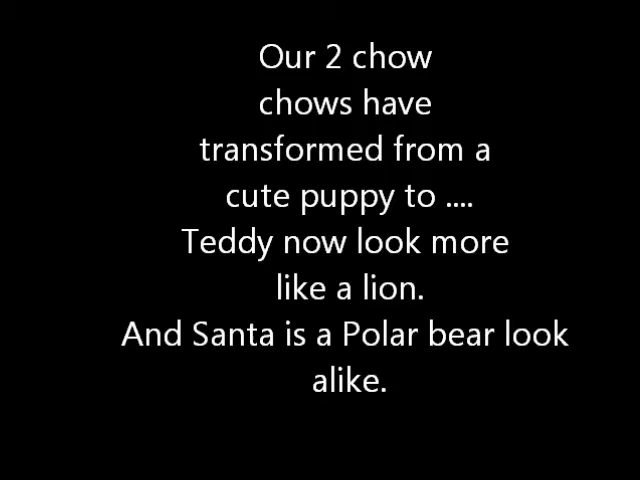 Our 2 chow
chows have
transformed from a
cute puppy to ....
Teddy now look more
like a lion.
And Santa is a Polar bear look
alike.